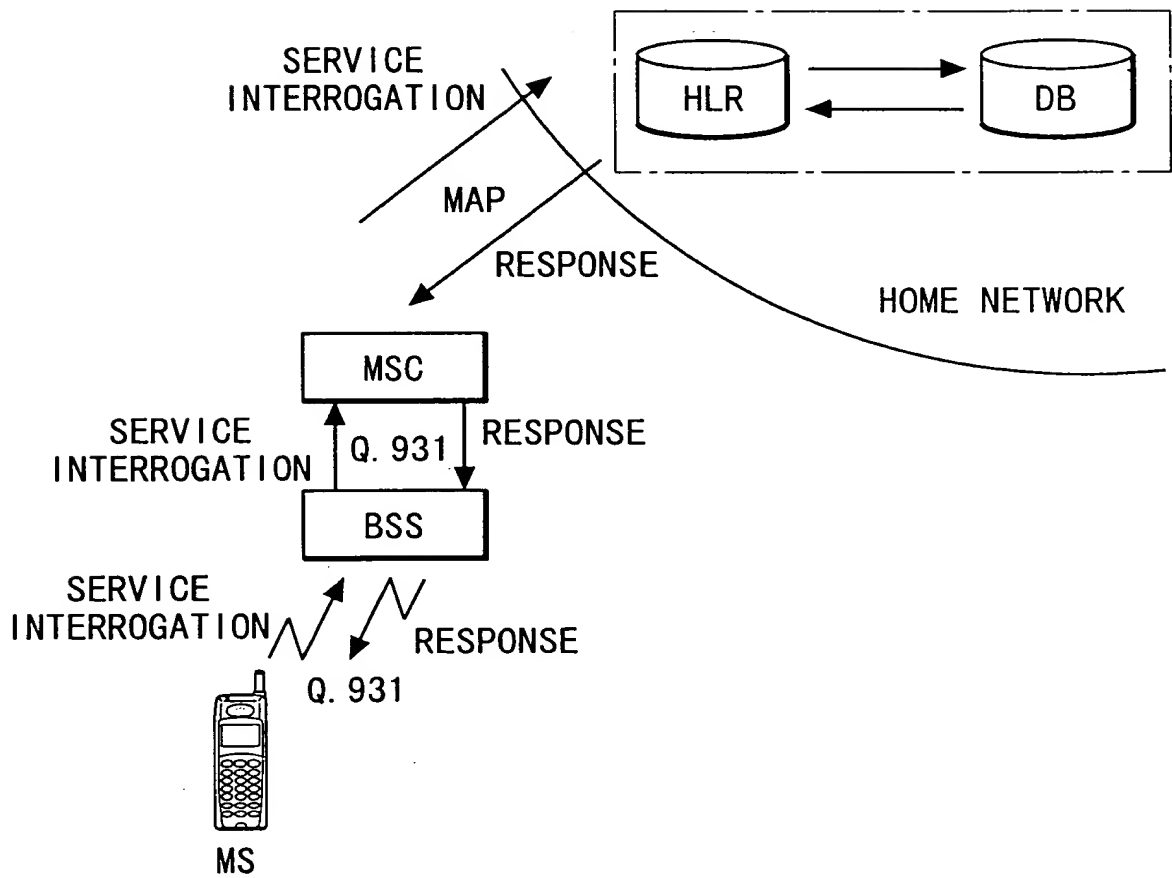 SERVICE
INTERROGATION
HLR
DB
MAP
RESPONSE
HOME NETWORK
MSC
SERVICE
INTERROGATION
Q. 931
RESPONSE
BSS
SERVICE
INTERROGATION
RESPONSE
Q. 931
MS